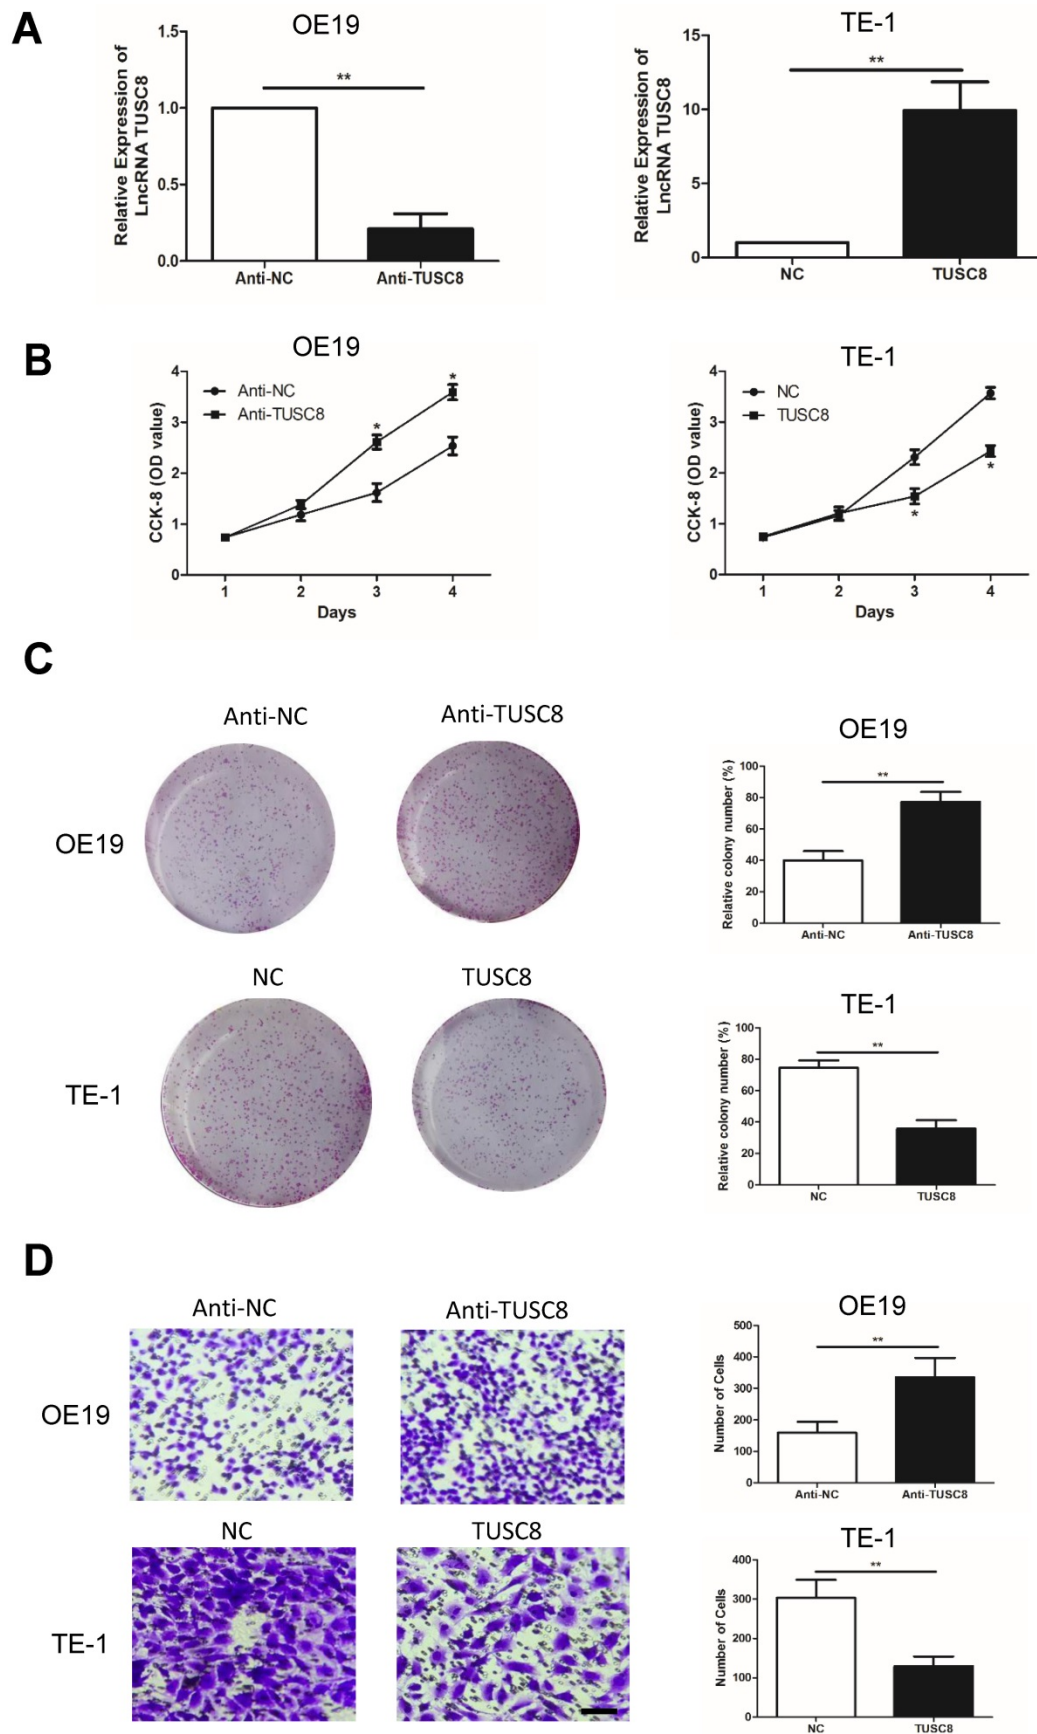 A
OE19
Relative Expression of
LncRNA TUSC8
1.5
1.0
0.5
0.0
**
Anti-NC
Anti-TUSC8
TE-1
Relative Expression of
LncRNA TUSC8
15
10
5
0
**
NC
TUSC8
B
OE19
CCK-8 (OD value)
4
3
2
1
0
Anti-NC
Anti-TUSC8
*
*
1 2 3 4
Days
TE-1
CCK-8 (OD value)
4
3
2
1
0
NC
TUSC8
*
*
1 2 3 4
Days
C
Anti-NC
Anti-TUSC8
OE19
OE19
Relative colony number (%)
100
80
60
40
20
0
**
Anti-NC
Anti-TUSC8
NC
TUSC8
TE-1
TE-1
Relative colony number (%)
100
80
60
40
20
0
**
NC
TUSC8
D
Anti-NC
Anti-TUSC8
OE19
OE19
Number of Cells
500
400
300
200
100
0
**
Anti-NC
Anti-TUSC8
NC
TUSC8
TE-1
TE-1
Number of Cells
400
300
200
100
0
**
NC
TUSC8